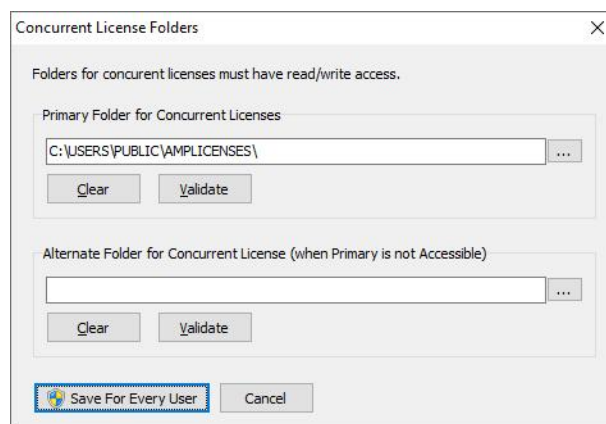 Concurrent License Folders
Folders for concurent licenses must have read/write access.
Primary Folder for Concurrent Licenses
C:\USERS\PUBLIC\AMPLICENSES\
...
Clear Validate
Alternate Folder for Concurrent License (when Primary is not Accessible)
...
Clear Validate
Save For Every User Cancel